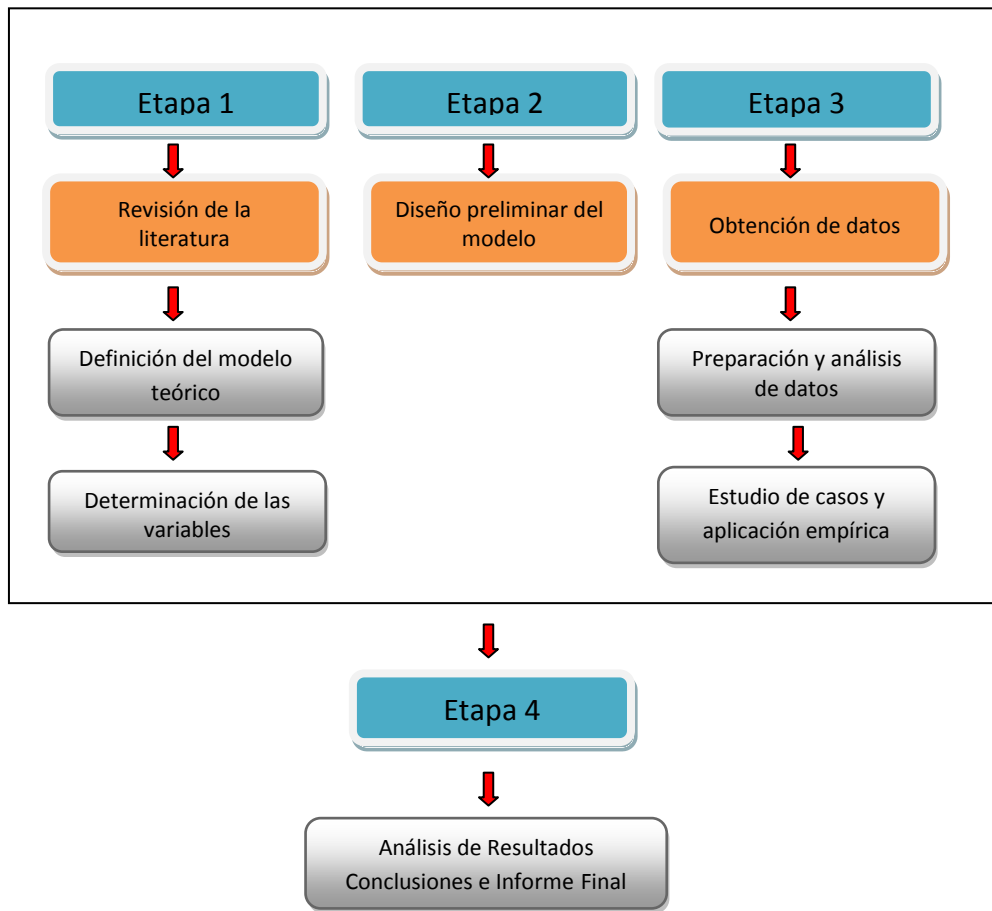 Etapa 1
Revisión de la
literatura
Definición del modelo
teórico
Determinación de las
variables
Etapa 2
Diseño preliminar del
modelo
Etapa 3
Obtención de datos
Preparación y análisis
de datos
Estudio de casos y
aplicación empírica
Etapa 4
Análisis de Resultados
Conclusiones e Informe Final